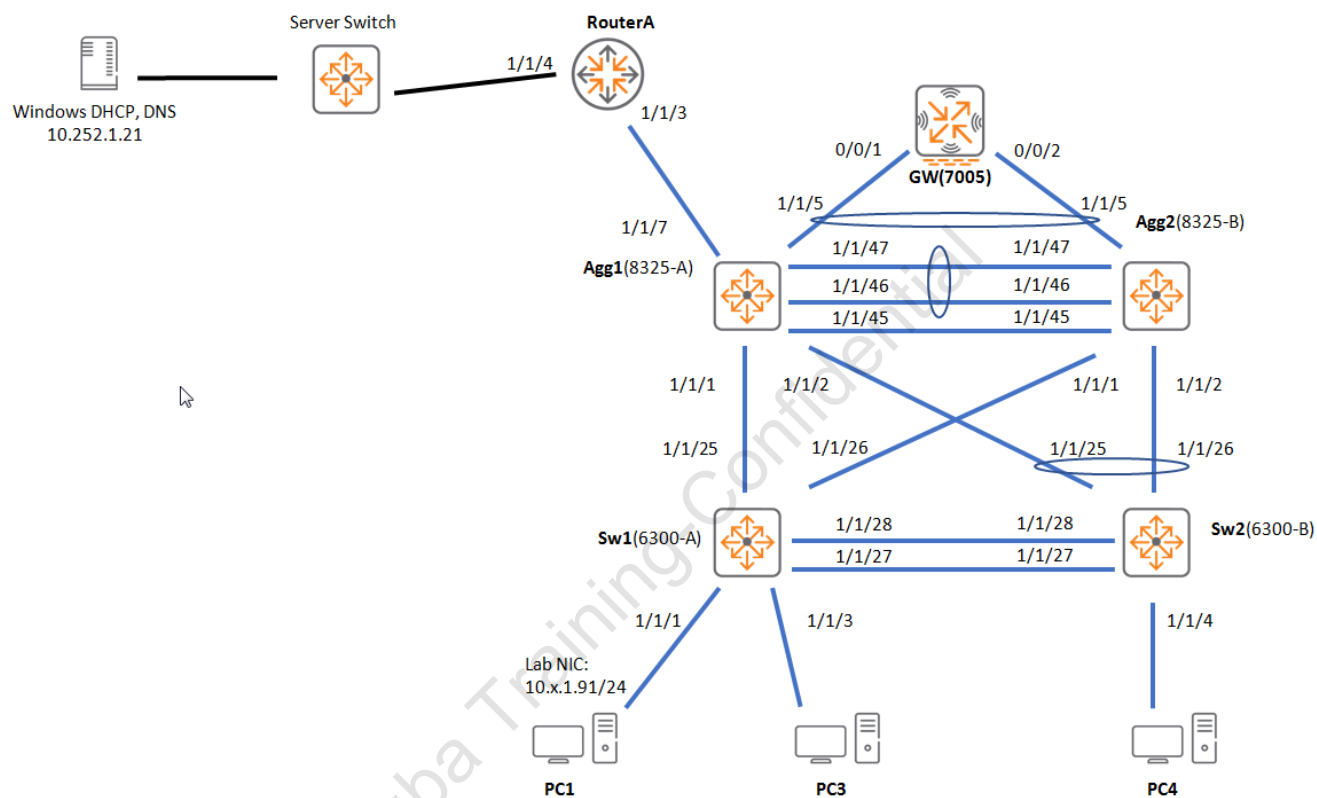 Server Switch
RouterA
1/1/4
Windows DHCP, DNS
10.252.1.21
1/1/3
0/0/1
0/0/2
GW(7005)
1/1/5
1/1/5
Agg2(8325-B)
1/1/7
1/1/47
1/1/47
Agg1(8325-A)
1/1/46
1/1/46
1/1/45
1/1/45
1/1/1
1/1/2
1/1/1
1/1/2
1/1/25
1/1/26
1/1/25
1/1/26
1/1/28
1/1/28
Sw1(6300-A)
Sw2(6300-B)
1/1/27
1/1/27
1/1/1
1/1/3
1/1/4
Lab NIC:
10.x.1.91/24
PC1
PC3
PC4
Training-Confidential